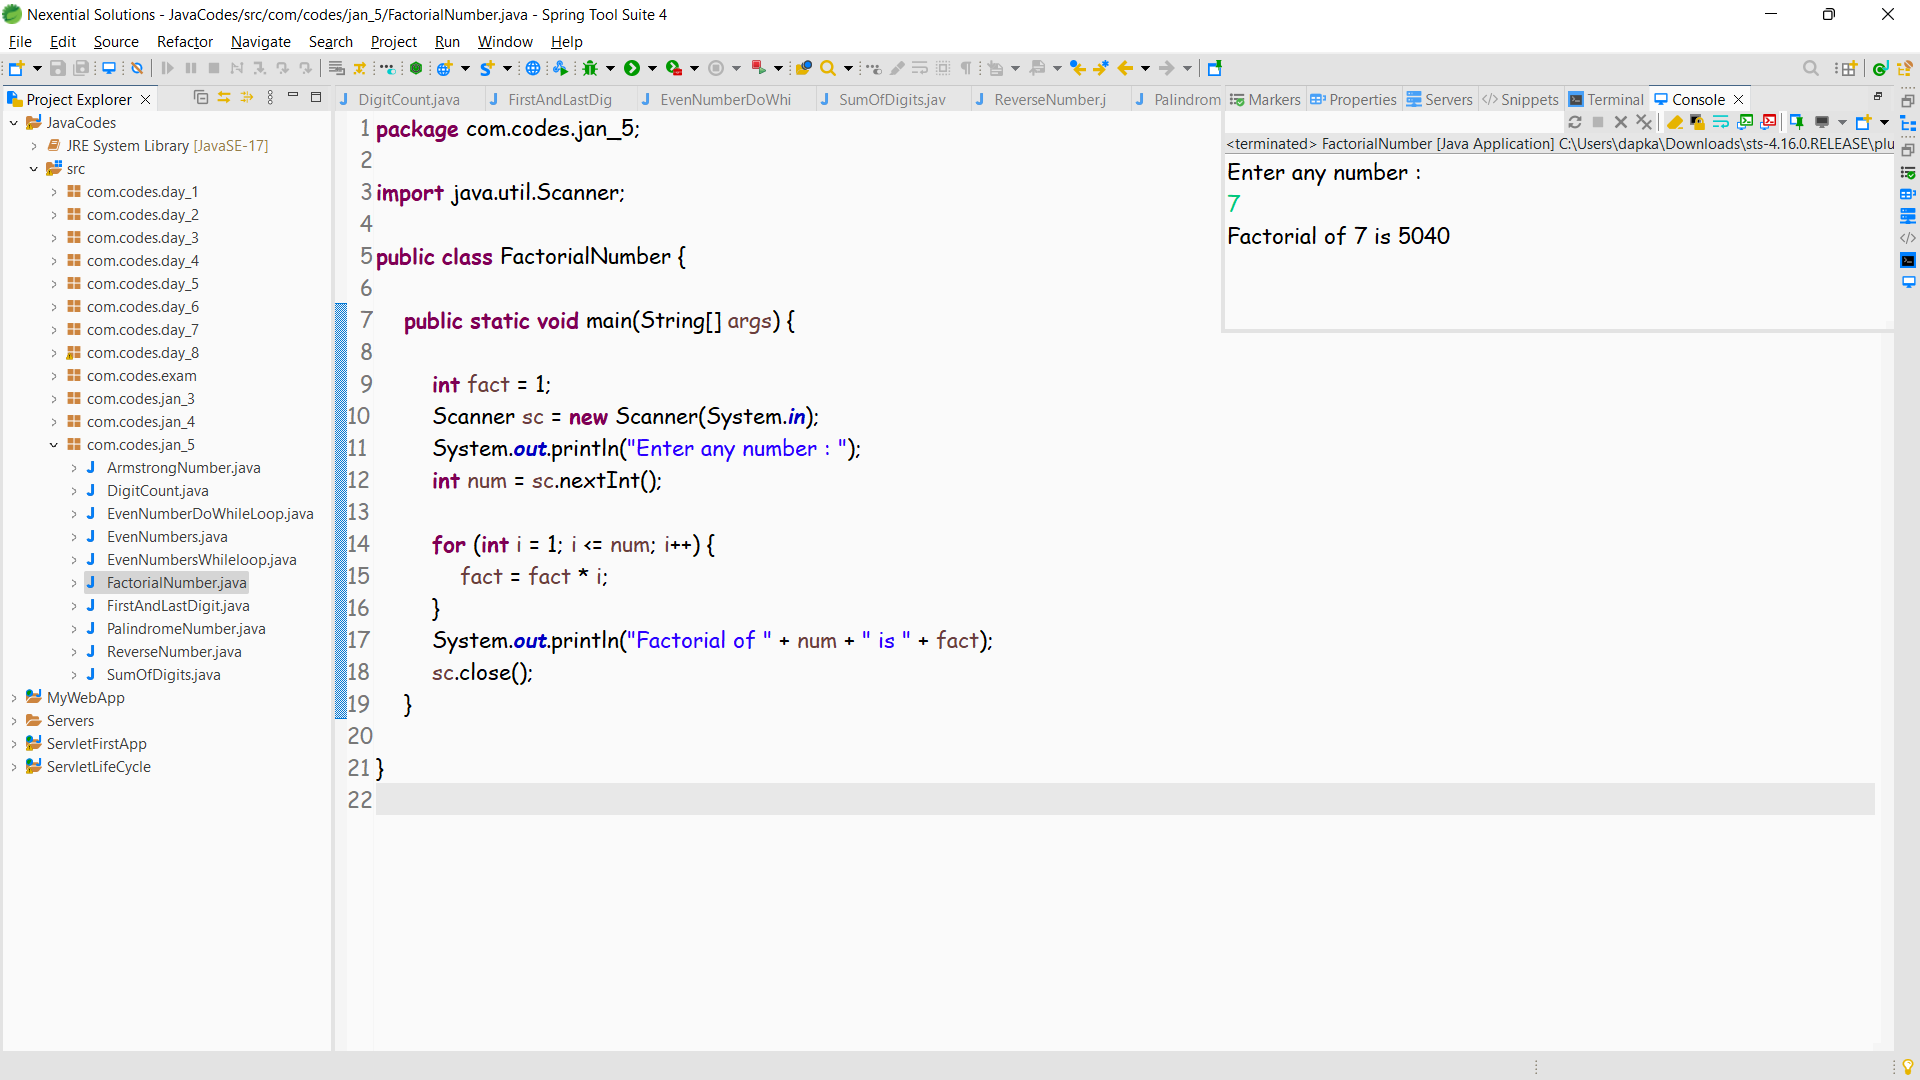 Nexential Solutions - JavaCodes/src/com/codes/jan_5/FactorialNumber.java - Spring Tool Suite 4
File Edit Source Refactor Navigate Search Project Run Window Help
Project Explorer
JavaCodes
JRE System Library [JavaSE-17]
src
com.codes.day_1
com.codes.day_2
com.codes.day_3
com.codes.day_4
com.codes.day_5
com.codes.day_6
com.codes.day_7
com.codes.day_8
com.codes.exam
com.codes.jan_3
com.codes.jan_4
com.codes.jan_5
ArmstrongNumber.java
DigitCount.java
EvenNumberDoWhileLoop.java
EvenNumbers.java
EvenNumbersWhileloop.java
FactorialNumber.java
FirstAndLastDigit.java
PalindromeNumber.java
ReverseNumber.java
SumOfDigits.java
MyWebApp
Servers
ServletFirstApp
ServletLifeCycle
DigitCount.java FirstAndLastDig EvenNumberDoWhi SumOfDigits.jav ReverseNumber.j Palindrom
1 package com.codes.jan_5;
2
3 import java.util.Scanner;
4
5 public class FactorialNumber {
6
7 public static void main(String[] args) {
8
9 int fact = 1;
10 Scanner sc = new Scanner(System.in);
11 System.out.println("Enter any number : ");
12 int num = sc.nextInt();
13
14 for (int i = 1; i <= num; i++) {
15 fact = fact * i;
16 }
17 System.out.println("Factorial of " + num + " is " + fact);
18 sc.close();
19 }
20
21 }
22
Markers Properties Servers Snippets Terminal Console
<terminated> FactorialNumber [Java Application] C:\Users\dapka\Downloads\sts-4.16.0.RELEASE\plu
Enter any number :
7
Factorial of 7 is 5040